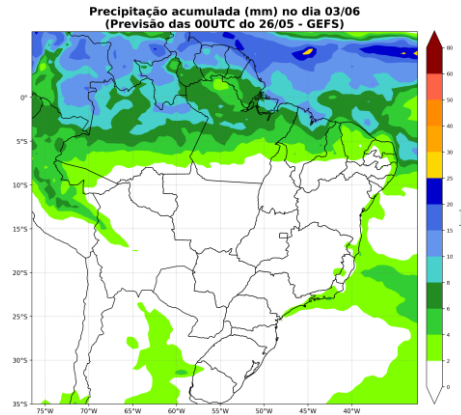 Precipitação acumulada (mm) no dia 03/06
(Previsão das 00UTC do 26/05 - GEFS)
80
70
60
50
40
30
25
20
15
10
8
6
4
2
0
0°
5°S
10°S
15°S
20°S
25°S
30°S
35°S
75°W
70°W
65°W
60°W
55°W
50°W
45°W
40°W